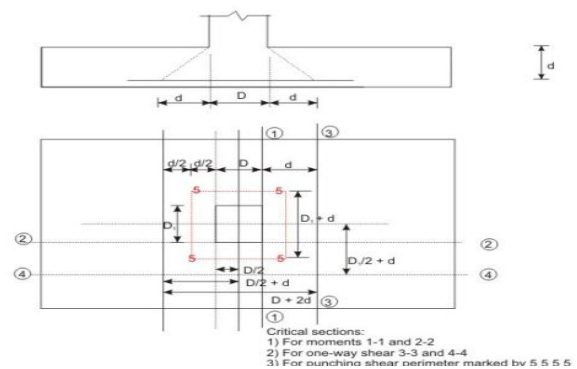 d
d D d
1 3
d/2 d/2 D d
5 5
D₁ D₁ + d
2 2
5 5
D₁/2 + d
4 4
D/2
D/2 + d
D + 2d 3
1
Critical sections:
1) For moments 1-1 and 2-2
2) For one-way shear 3-3 and 4-4
3) For punching shear perimeter marked by 5 5 5 5